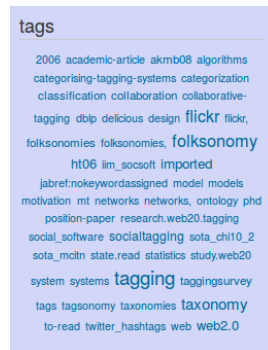 tags
2006 academic-article akmb08 algorithms
categorising-tagging-systems categorization
classification collaboration collaborative-
tagging dblp delicious design flickr flickr,
folksonomies folksonomies, folksonomy
ht06 iim_socsoft imported
jabref:nokeywordassigned model models
motivation mt networks networks, ontology phd
position-paper research.web20.tagging
social_software socialtagging sota_chi10_2
sota_mcitn state.read statistics study.web20
system systems tagging taggingsurvey
tags tagsonomy taxonomies taxonomy
to-read twitter_hashtags web web2.0